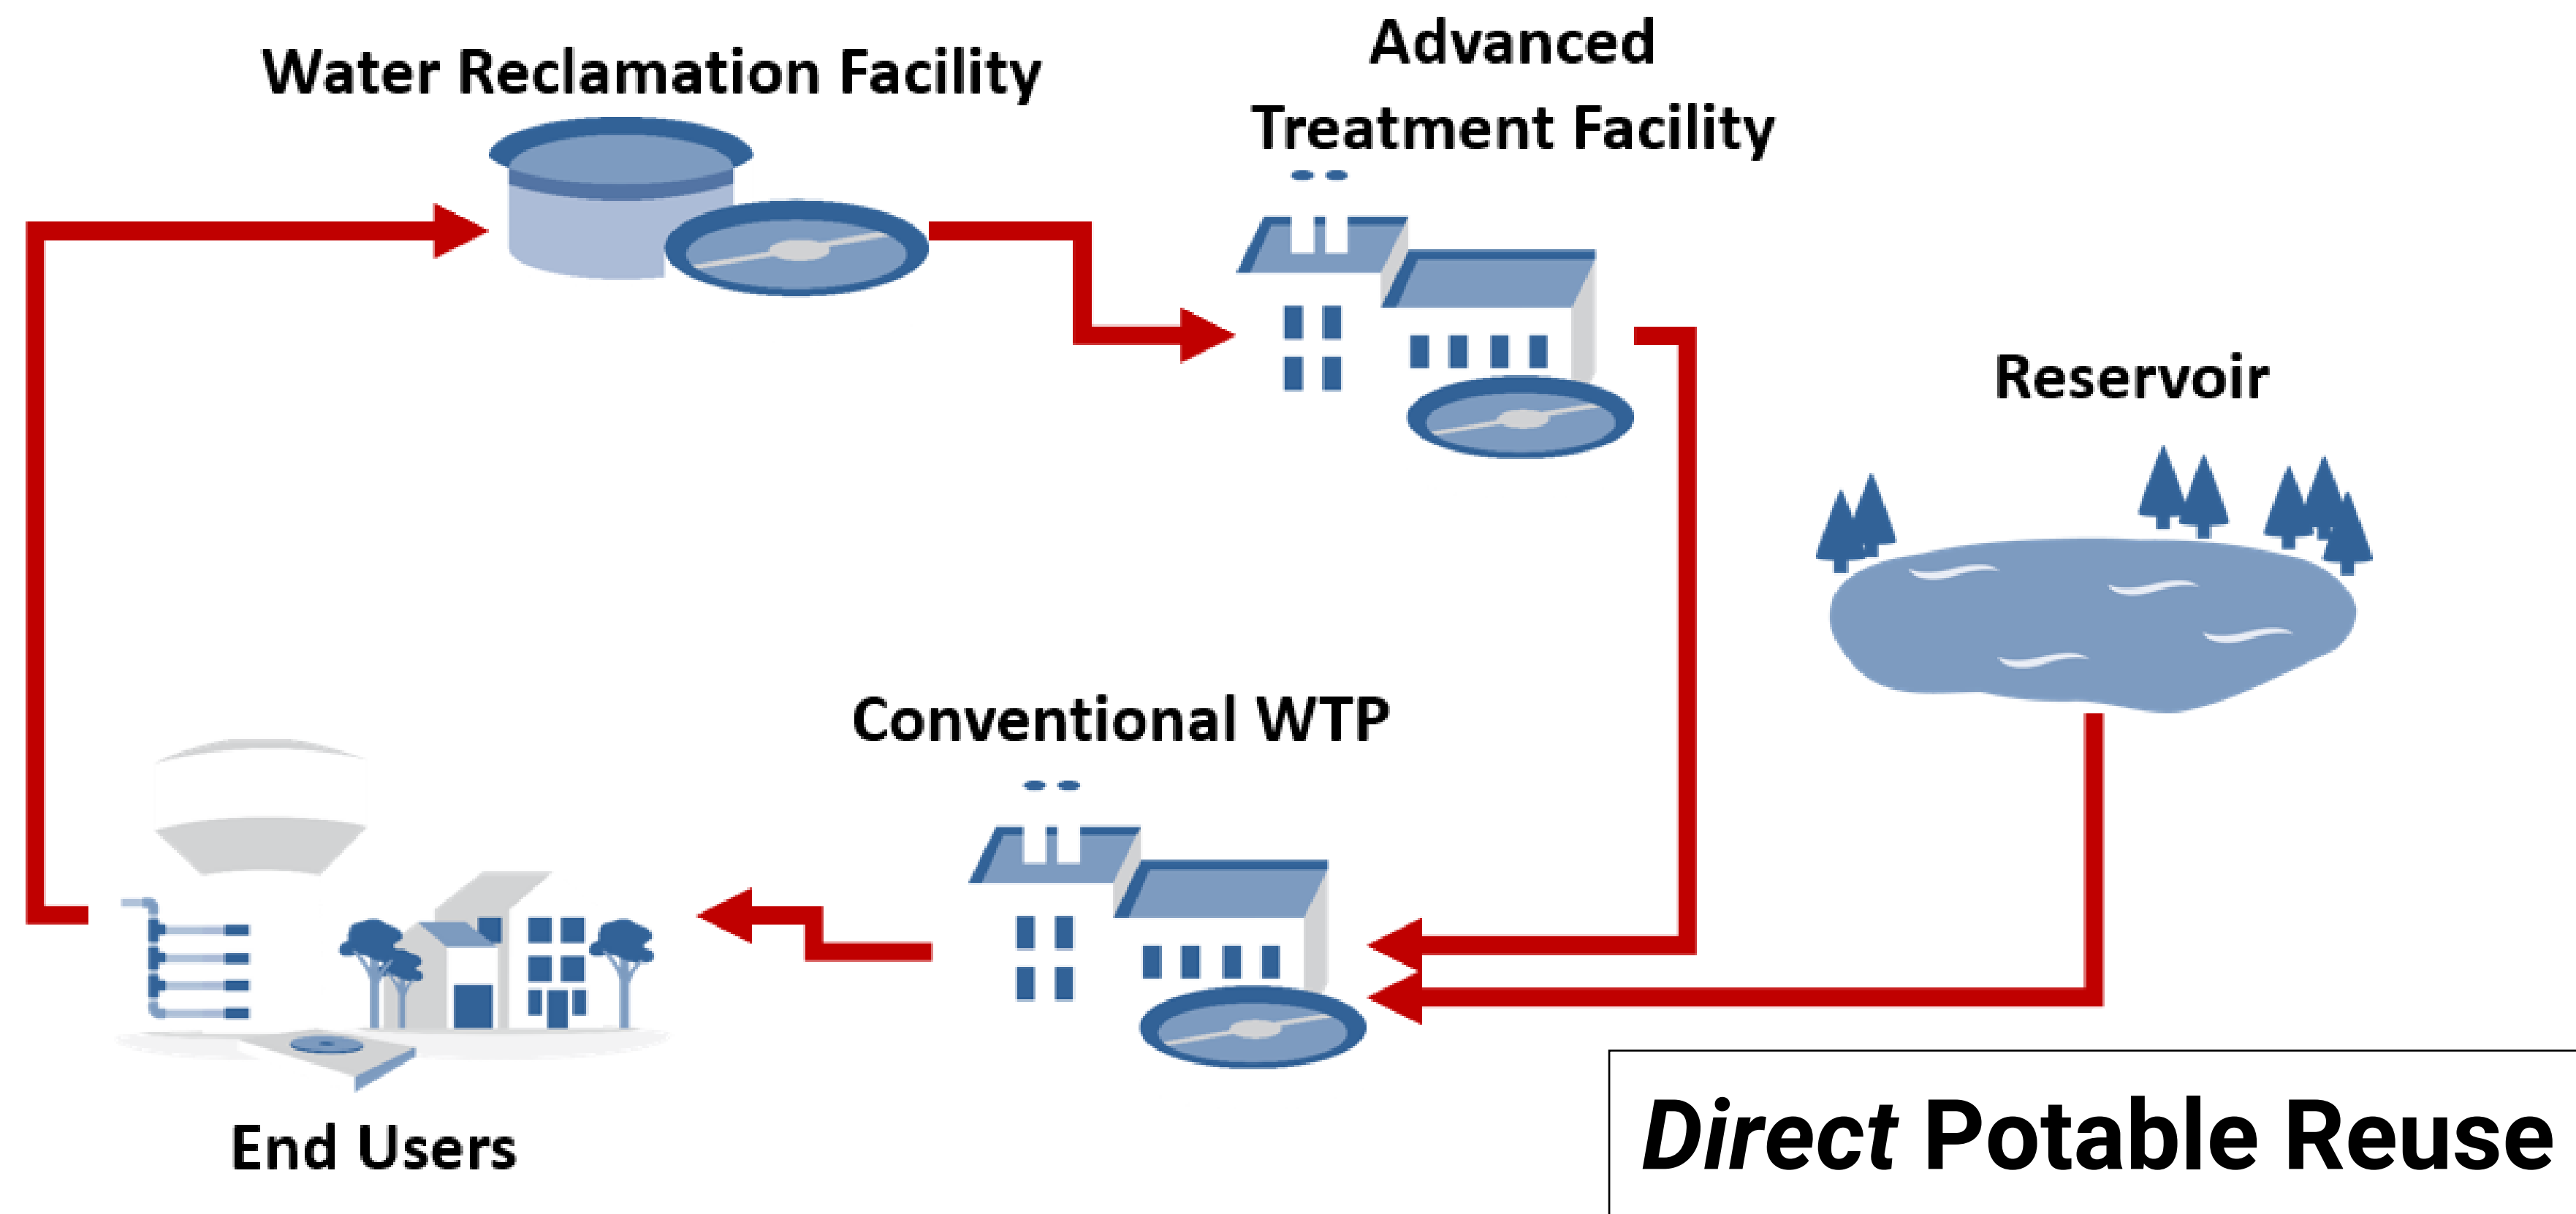 Water Reclamation Facility
Advanced
Treatment Facility
Reservoir
Conventional WTP
End Users
Direct Potable Reuse